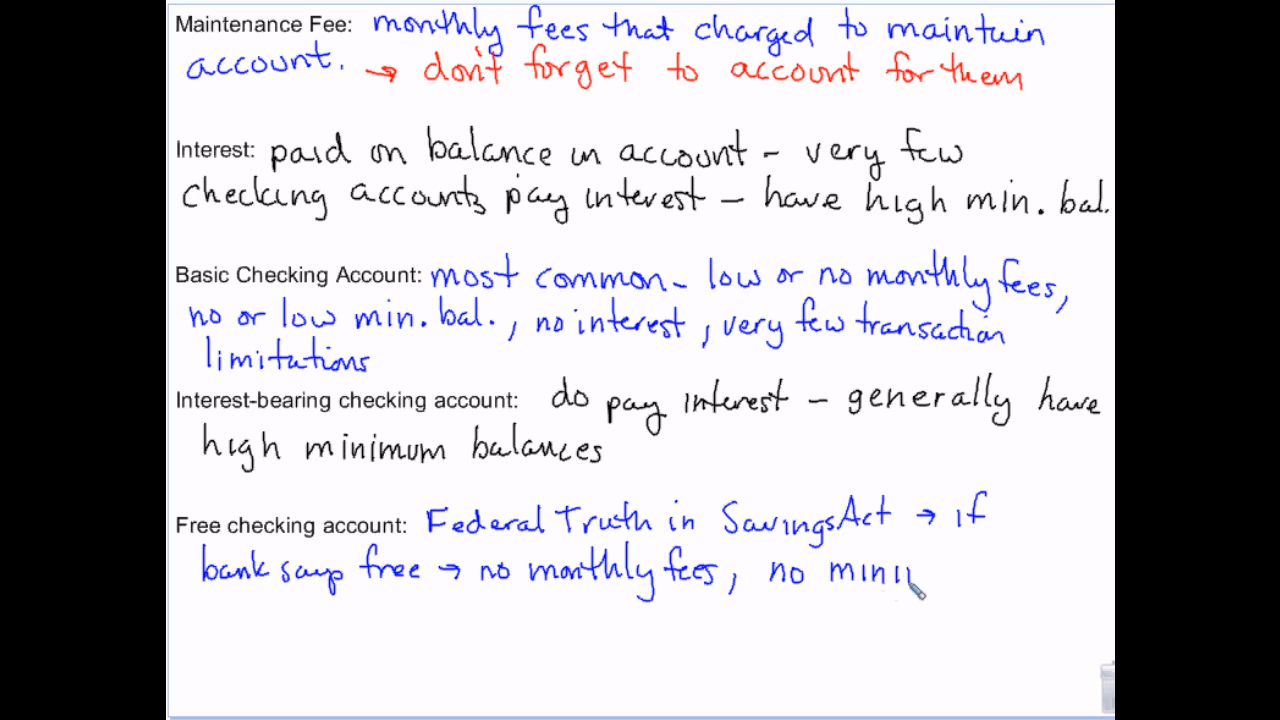 Maintenance Fee: monthly fees that charged to maintain
account. → don't forget to account for them
Interest: paid on balance in account - very few
checking accounts pay interest - have high min. bal.
Basic Checking Account: most common - low or no monthly fees,
no or low min. bal., no interest, very few transaction
limitations
Interest-bearing checking account: do pay interest - generally have
high minimum balances
Free checking account: Federal Truth in Savings Act → if
bank says free → no monthly fees, no mini